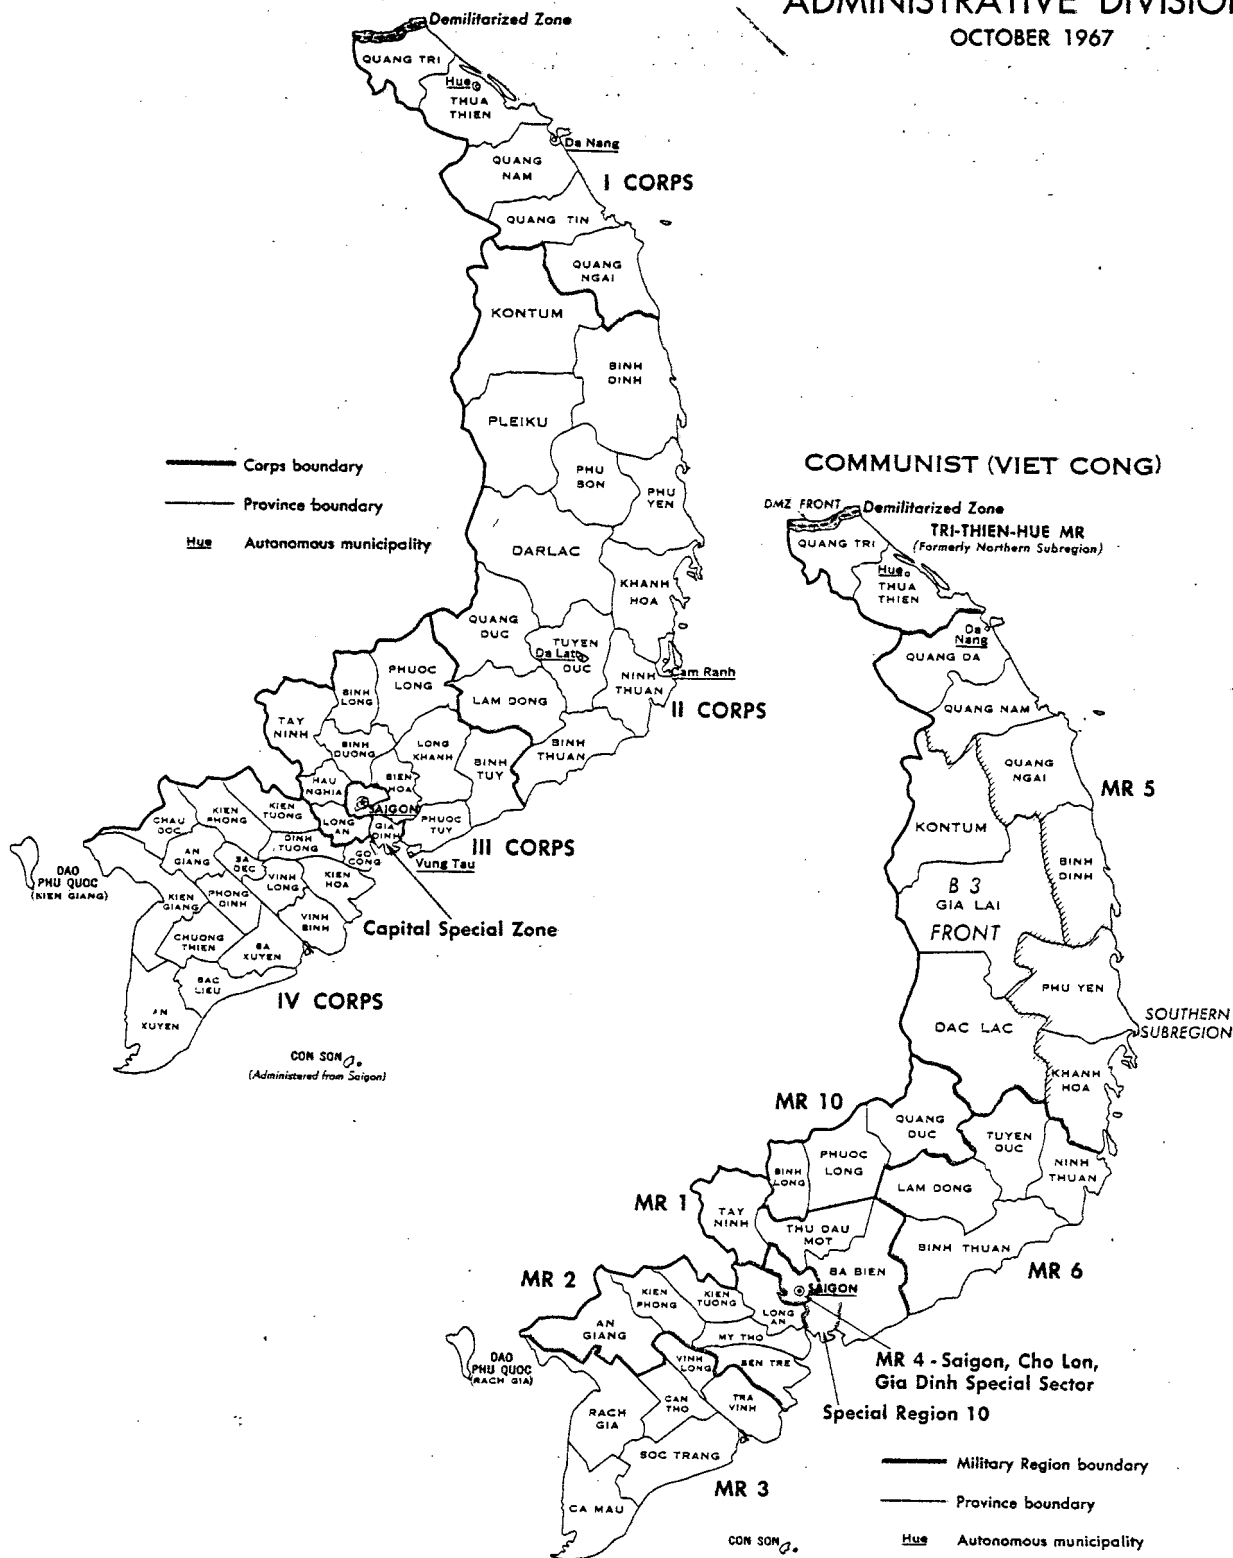 ADMINISTRATIVE DIVISION
OCTOBER 1967
Demilitarized Zone
QUANG TRI
Hue
THUA
THIEN
Da Nang
QUANG
NAM
I CORPS
QUANG TIN
QUANG
NGAI
KONTUM
BINH
DINH
PLEIKU
PHU
BON
PHU
YEN
DARLAC
KHANH
HOA
QUANG
DUC
TUYEN
DUC
Da Lat
Cam Ranh
NINH
THUAN
LAM DONG
II CORPS
BINH
THUAN
PHUOC
LONG
BINH
LONG
TAY
NINH
BINH
DUONG
LONG
KHANH
BINH
TUY
HAU
NGHIA
BIEN
HOA
SAIGON
LONG
AN
GIA
DINH
PHUOC
TUY
III CORPS
Vung Tau
Capital Special Zone
CHAU
DOC
KIEN
PHONG
KIEN
TUONG
DINH
TUONG
GO
CONG
AN
GIANG
SA
DEC
VINH
LONG
KIEN
HOA
DAO
PHU QUOC
(KIEN GIANG)
KIEN
GIANG
PHONG
DINH
VINH
BINH
CHUONG
THIEN
BA
XUYEN
BAC
LIEU
AN
XUYEN
IV CORPS
CON SON
(Administered from Saigon)
Corps boundary
Province boundary
Hue Autonomous municipality
COMMUNIST (VIET CONG)
DMZ FRONT
Demilitarized Zone
TRI-THIEN-HUE MR
(Formerly Northern Subregion)
QUANG TRI
Hue
THUA
THIEN
Da
Nang
QUANG DA
QUANG NAM
QUANG
NGAI
MR 5
KONTUM
BINH
DINH
B 3
GIA LAI
FRONT
PHU YEN
DAC LAC
SOUTHERN
SUBREGION
KHANH
HOA
MR 10
QUANG
DUC
TUYEN
DUC
PHUOC
LONG
BINH
LONG
NINH
THUAN
LAM DONG
MR 1
TAY
NINH
THU DAU
MOT
BINH THUAN
MR 6
BA BIEN
SAIGON
MR 2
KIEN
PHONG
KIEN
TUONG
LONG
AN
AN
GIANG
MY THO
VINH
LONG
BEN TRE
MR 4 - Saigon, Cho Lon,
Gia Dinh Special Sector
Special Region 10
DAO
PHU QUOC
(RACH GIA)
RACH
GIA
CAN
THO
TRA
VINH
SOC TRANG
MR 3
CA MAU
CON SON
Military Region boundary
Province boundary
Hue Autonomous municipality